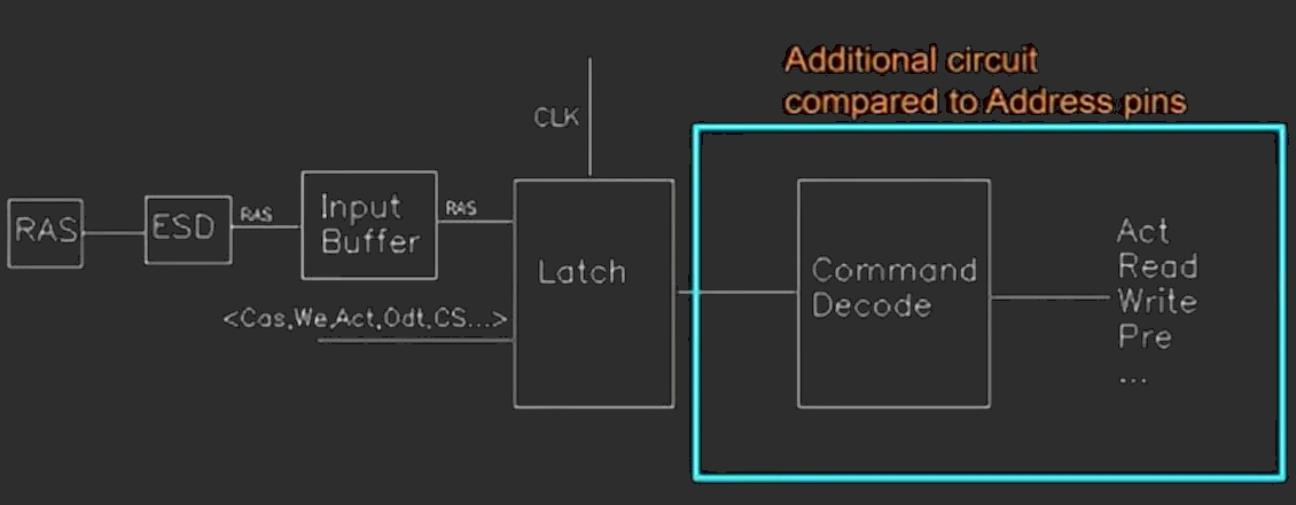 Additional circuit
compared to Address pins
CLK
RAS
ESD
RAS
Input
Buffer
RAS
Latch
<Cas,We,Act,Odt,CS...>
Command
Decode
Act
Read
Write
Pre
...